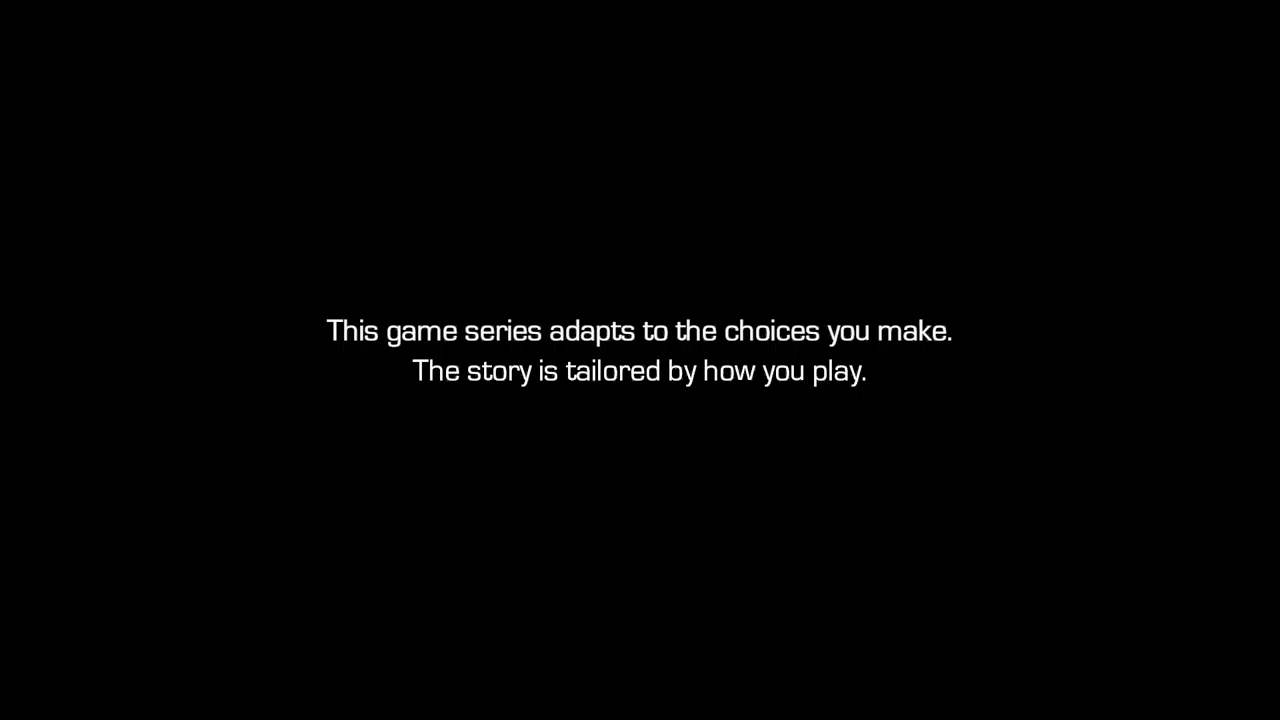 This game series adapts to the choices you make.
The story is tailored by how you play.